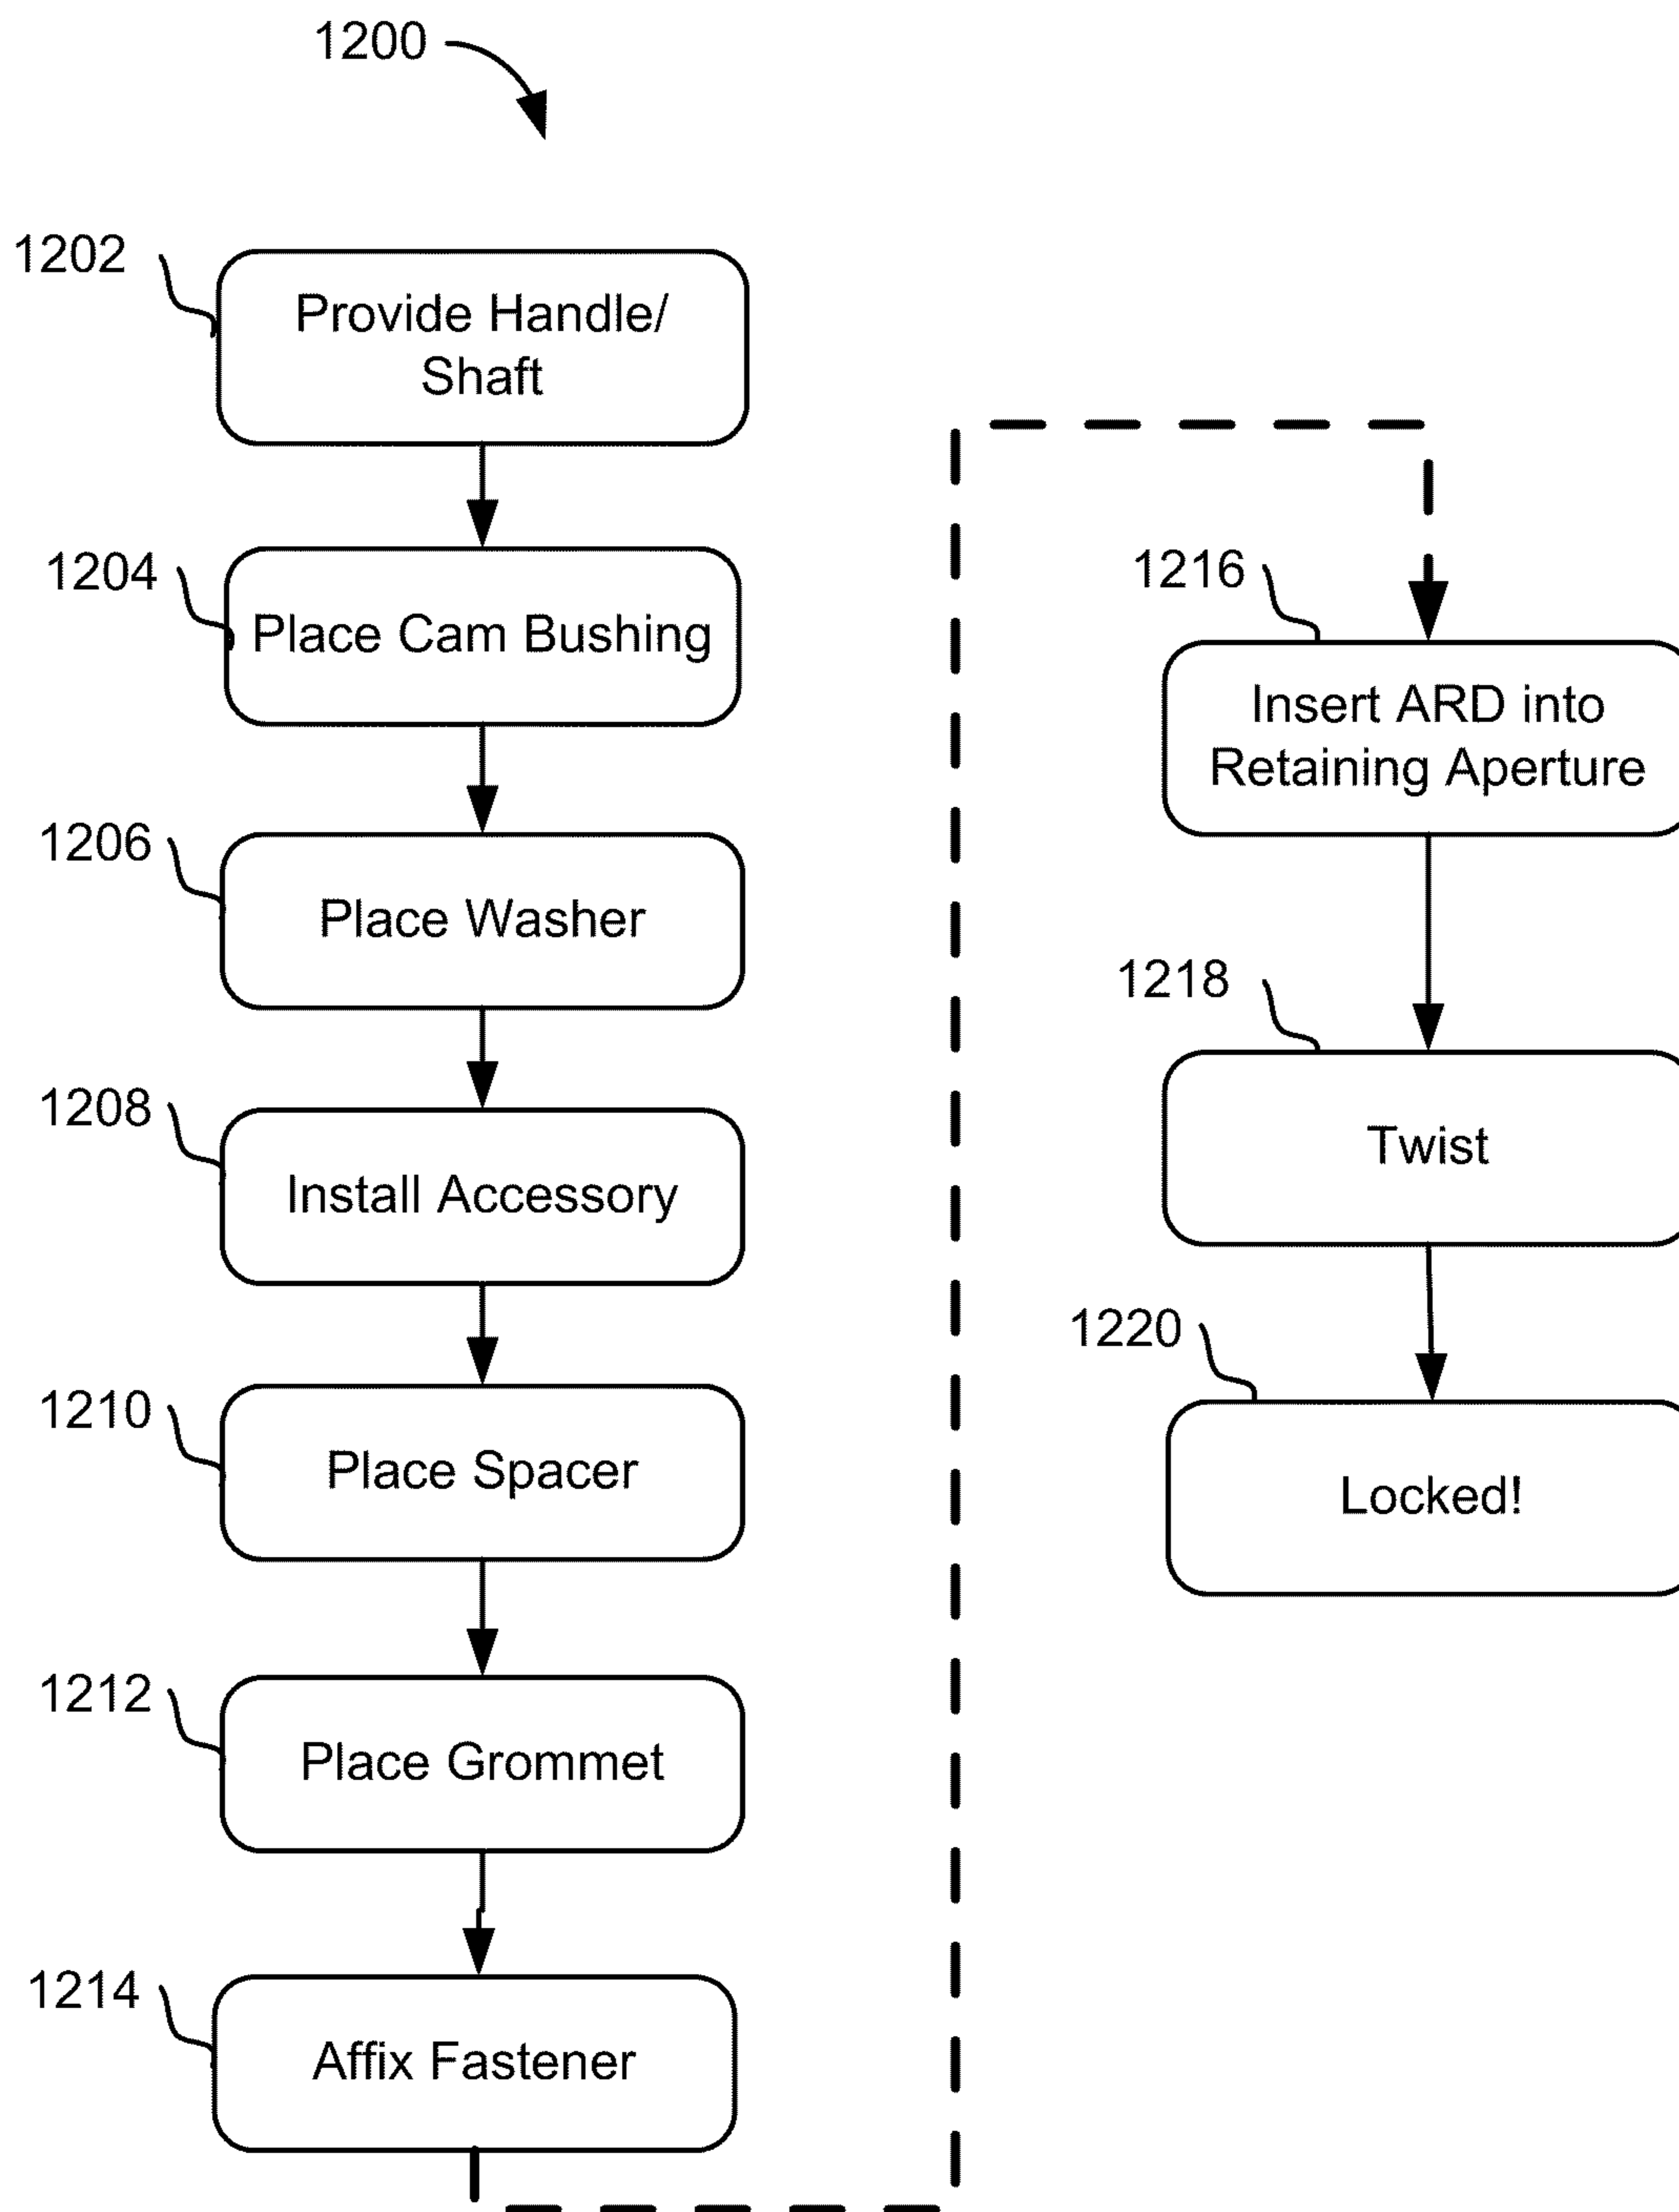 1200
1202
Provide Handle/
Shaft
1204
Place Cam Bushing
1206
Place Washer
1208
Install Accessory
1210
Place Spacer
1212
Place Grommet
1214
Affix Fastener
1216
Insert ARD into
Retaining Aperture
1218
Twist
1220
Locked!